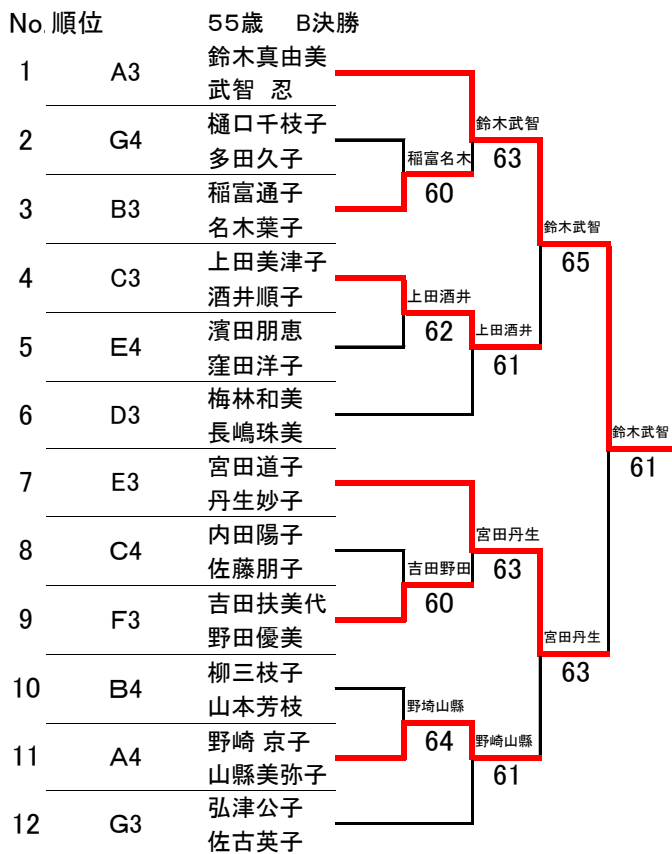 No. 順位 55歳 B決勝
1 A3 鈴木真由美
武智 忍
2 G4 樋口千枝子
多田久子
3 B3 稲富通子
名木葉子
4 C3 上田美津子
酒井順子
5 E4 濱田朋恵
窪田洋子
6 D3 梅林和美
長嶋珠美
7 E3 宮田道子
丹生妙子
8 C4 内田陽子
佐藤朋子
9 F3 吉田扶美代
野田優美
10 B4 柳三枝子
山本芳枝
11 A4 野崎 京子
山縣美弥子
12 G3 弘津公子
佐古英子
稲富名木
60
上田酒井
62
吉田野田
60
野埼山縣
64
鈴木武智
63
上田酒井
61
宮田丹生
63
野崎山縣
61
鈴木武智
65
宮田丹生
63
鈴木武智
61